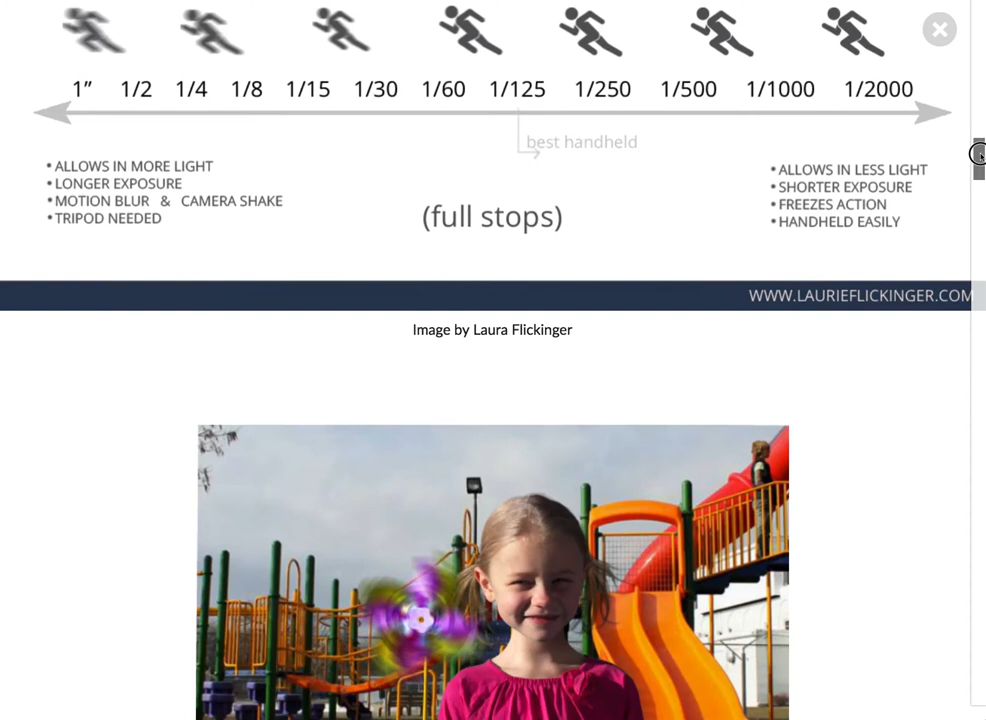 1” 1/2 1/4 1/8 1/15 1/30 1/60 1/125 1/250 1/500 1/1000 1/2000
best handheld
• ALLOWS IN MORE LIGHT
• LONGER EXPOSURE
• MOTION BLUR & CAMERA SHAKE
• TRIPOD NEEDED
(full stops)
• ALLOWS IN LESS LIGHT
• SHORTER EXPOSURE
• FREEZES ACTION
• HANDHELD EASILY
WWW.LAURIEFLICKINGER.COM
Image by Laura Flickinger